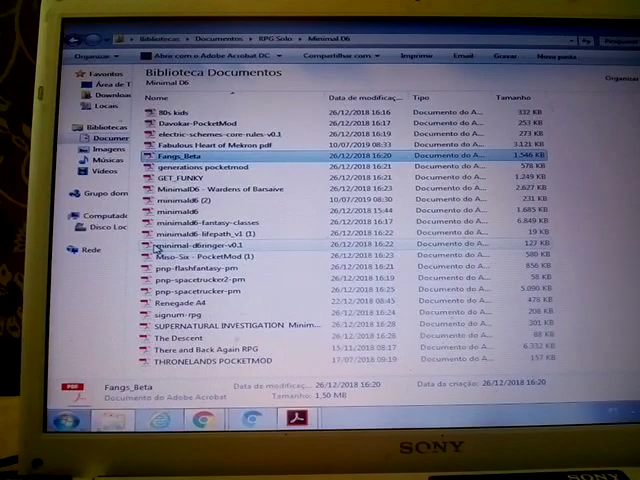 Bibliotecas Documentos RPG Solo Minimal D6
Organizar Abrir com o Adobe Acrobat DC Compartilhar com Imprimir Email Gravar Nova pasta
Biblioteca Documentos
Minimal D6 Organizar
Nome Data de modificaç... Tipo Tamanho
80s kids 26/12/2018 16:16 Documento do A... 332 KB
Davokar-PocketMod 26/12/2018 16:17 Documento do A... 253 KB
electric-schemes-core-rules-v0.1 26/12/2018 16:19 Documento do A... 273 KB
Fabulous Heart of Mekron pdf 10/07/2019 08:33 Documento do A... 3.121 KB
Fangs_Beta 26/12/2018 16:20 Documento do A... 1.546 KB
generations pocketmod 26/12/2018 16:21 Documento do A... 578 KB
GET_FUNKY 26/12/2018 16:21 Documento do A... 1.249 KB
MinimalD6 - Wardens of Barsaive 26/12/2018 16:23 Documento do A... 2.627 KB
minimald6 (2) 10/07/2019 08:30 Documento do A... 231 KB
minimald6 26/12/2018 15:44 Documento do A... 1.685 KB
minimald6-fantasy-classes 26/12/2018 16:17 Documento do A... 6.849 KB
minimald6-lifepath_v1 (1) 26/12/2018 16:22 Documento do A... 19 KB
minimal-d6ringer-v0.1 26/12/2018 16:22 Documento do A... 127 KB
Miso-Six - PocketMod (1) 26/12/2018 16:23 Documento do A... 580 KB
pnp-flashfantasy-pm 26/12/2018 16:21 Documento do A... 856 KB
pnp-spacetrucker2-pm 26/12/2018 16:19 Documento do A... 58 KB
pnp-spacetrucker-pm 26/12/2018 16:25 Documento do A... 5.090 KB
Renegade A4 22/12/2018 08:45 Documento do A... 478 KB
signum-rpg 26/12/2018 16:24 Documento do A... 208 KB
SUPERNATURAL INVESTIGATION Minim... 26/12/2018 16:28 Documento do A... 301 KB
The Descent 26/12/2018 16:28 Documento do A... 88 KB
There and Back Again RPG 15/11/2019 08:17 Documento do A... 6.332 KB
THRONELANDS POCKETMOD 17/07/2018 09:19 Documento do A... 157 KB
Favoritos
Área de T
Downloa
Locais
Bibliotecas
Documer
Imagens
Músicas
Vídeos
Grupo dom
Computado
Disco Loc
Rede
PDF
Fangs_Beta Data de modificaç... 26/12/2018 16:20 Data da criação: 26/12/2018 16:20
Documento do Adobe Acrobat Tamanho: 1,50 MB
SONY
SONY